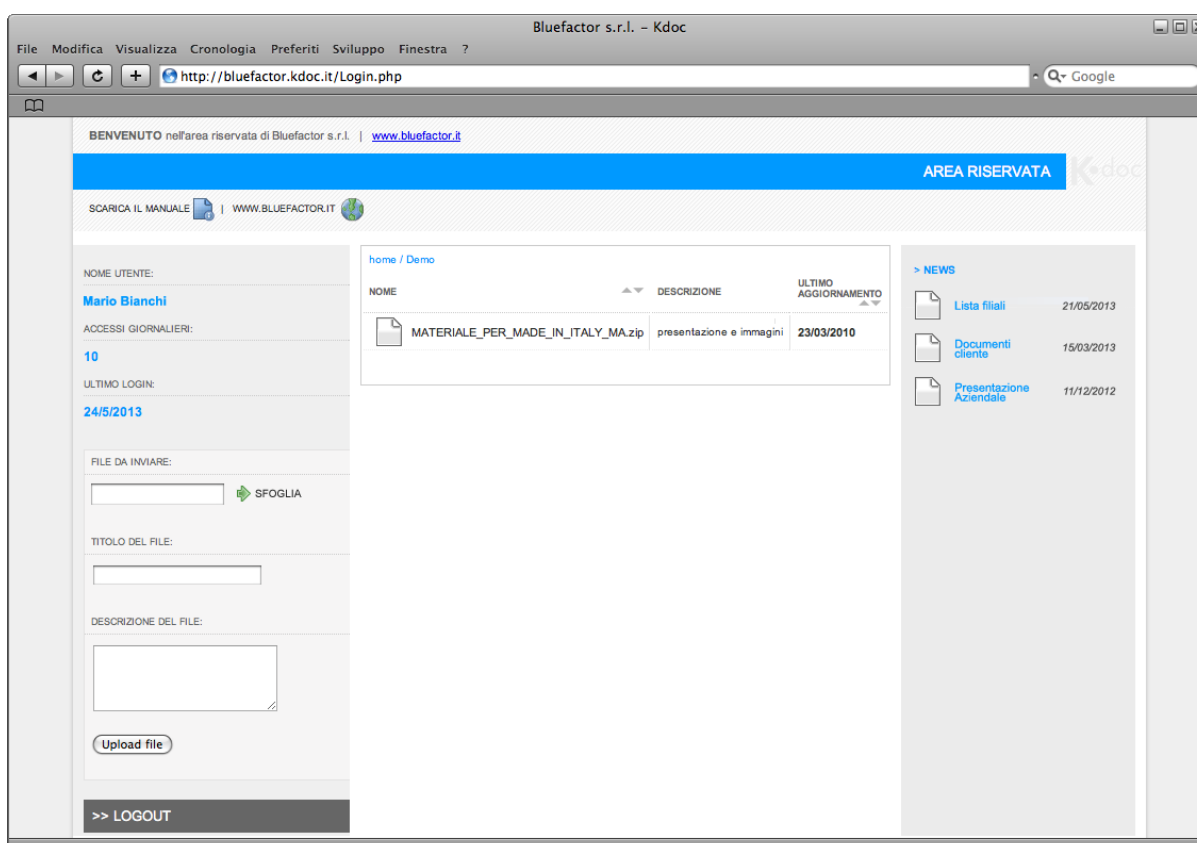 Bluefactor s.r.l. – Kdoc
File Modifica Visualizza Cronologia Preferiti Sviluppo Finestra ?
http://bluefactor.kdoc.it/Login.php
Google
BENVENUTO nell'area riservata di Bluefactor s.r.l. | www.bluefactor.it
AREA RISERVATA
K•doc
SCARICA IL MANUALE | WWW.BLUEFACTOR.IT
NOME UTENTE:
Mario Bianchi
ACCESSI GIORNALIERI:
10
ULTIMO LOGIN:
24/5/2013
FILE DA INVIARE:
SFOGLIA
TITOLO DEL FILE:
DESCRIZIONE DEL FILE:
Upload file
>> LOGOUT
home / Demo
NOME DESCRIZIONE ULTIMO
AGGIORNAMENTO
MATERIALE_PER_MADE_IN_ITALY_MA.zip presentazione e immagini 23/03/2010
> NEWS
Lista filiali 21/05/2013
Documenti
cliente 15/03/2013
Presentazione
Aziendale 11/12/2012